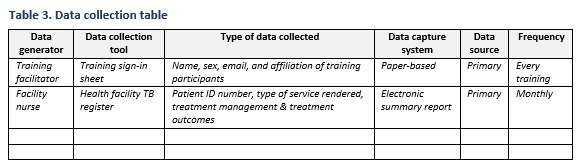 Table 3. Data collection table
Data generator | Data collection tool | Type of data collected | Data capture system | Data source | Frequency
Training facilitator | Training sign-in sheet | Name, sex, email, and affiliation of training participants | Paper-based | Primary | Every training
Facility nurse | Health facility TB register | Patient ID number, type of service rendered, treatment management & treatment outcomes | Electronic summary report | Primary | Monthly